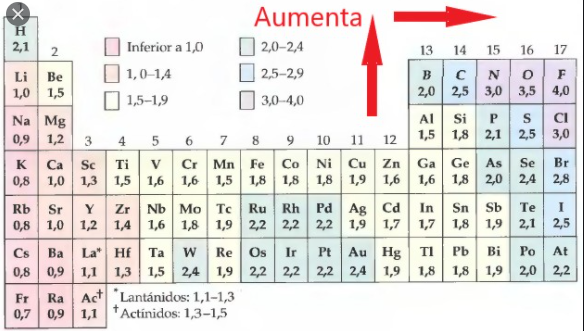 Aumenta
H
2,1
2
13 14 15 16 17
Inferior a 1,0
2,0–2,4
1,0–1,4
2,5–2,9
1,5–1,9
3,0–4,0
Li Be B C N O F
1,0 1,5 2,0 2,5 3,0 3,5 4,0
Na Mg Al Si P S Cl
0,9 1,2 1,5 1,8 2,1 2,5 3,0
3 4 5 6 7 8 9 10 11 12
K Ca Sc Ti V Cr Mn Fe Co Ni Cu Zn Ga Ge As Se Br
0,8 1,0 1,3 1,5 1,6 1,6 1,5 1,8 1,8 1,8 1,9 1,6 1,6 1,8 2,0 2,4 2,8
Rb Sr Y Zr Nb Mo Tc Ru Rh Pd Ag Cd In Sn Sb Te I
0,8 1,0 1,2 1,4 1,6 1,8 1,9 2,2 2,2 2,2 1,9 1,7 1,7 1,8 1,9 2,1 2,5
Cs Ba La* Hf Ta W Re Os Ir Pt Au Hg Tl Pb Bi Po At
0,8 0,9 1,1 1,3 1,5 2,4 1,9 2,2 2,2 2,2 2,4 1,9 1,8 1,8 1,9 2,0 2,2
Fr Ra Ac†
0,7 0,9 1,1
*Lantánidos: 1,1–1,3
†Actínidos: 1,3–1,5